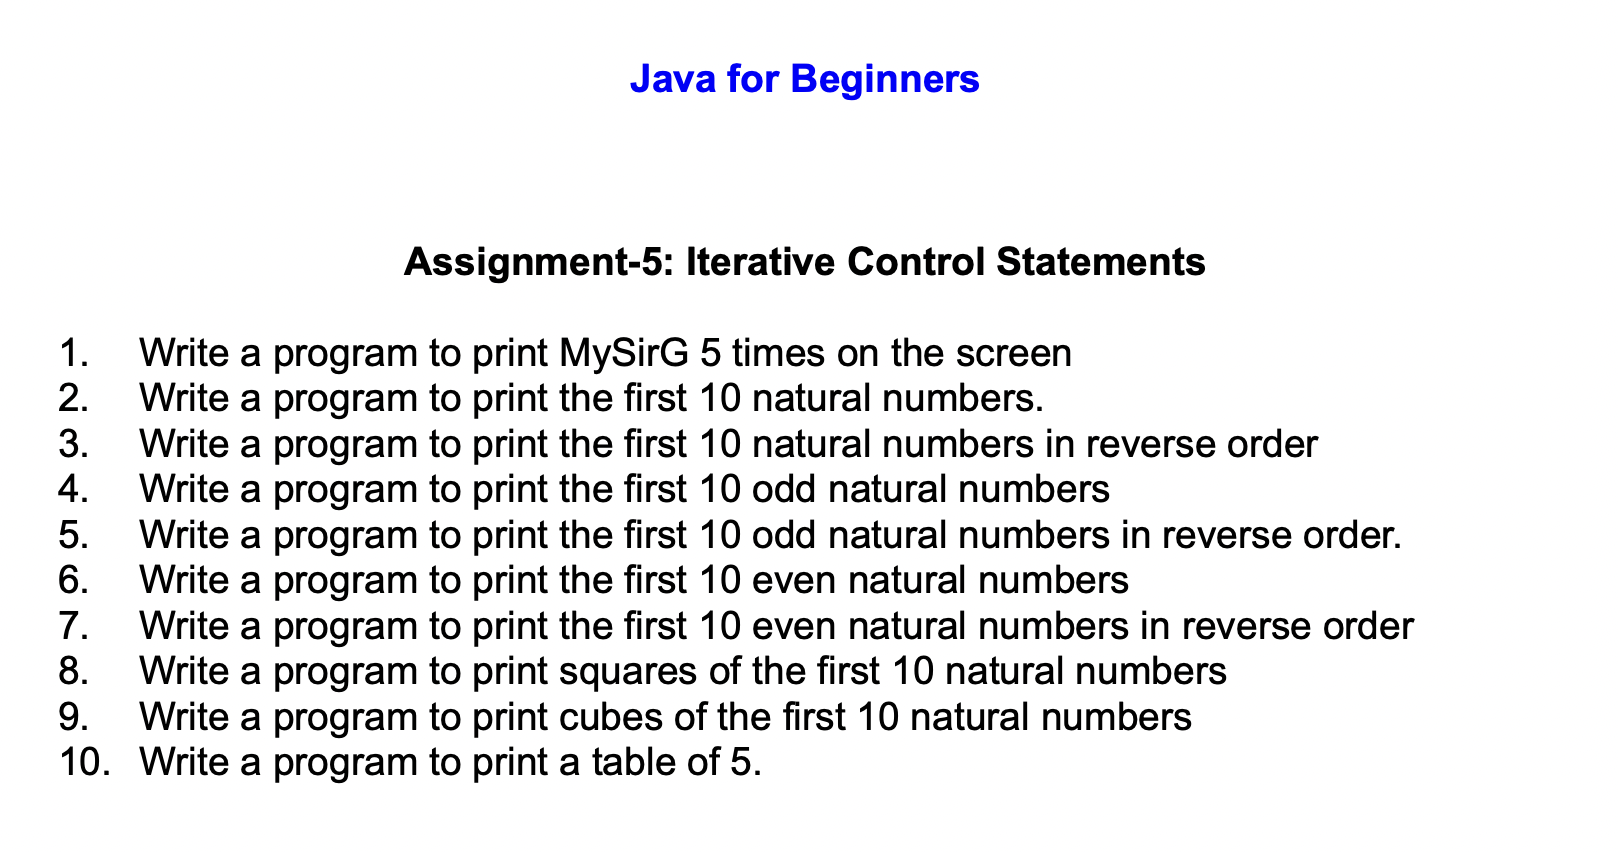 Java for Beginners
Assignment-5: Iterative Control Statements
1. Write a program to print MySirG 5 times on the screen
2. Write a program to print the first 10 natural numbers.
3. Write a program to print the first 10 natural numbers in reverse order
4. Write a program to print the first 10 odd natural numbers
5. Write a program to print the first 10 odd natural numbers in reverse order.
6. Write a program to print the first 10 even natural numbers
7. Write a program to print the first 10 even natural numbers in reverse order
8. Write a program to print squares of the first 10 natural numbers
9. Write a program to print cubes of the first 10 natural numbers
10. Write a program to print a table of 5.